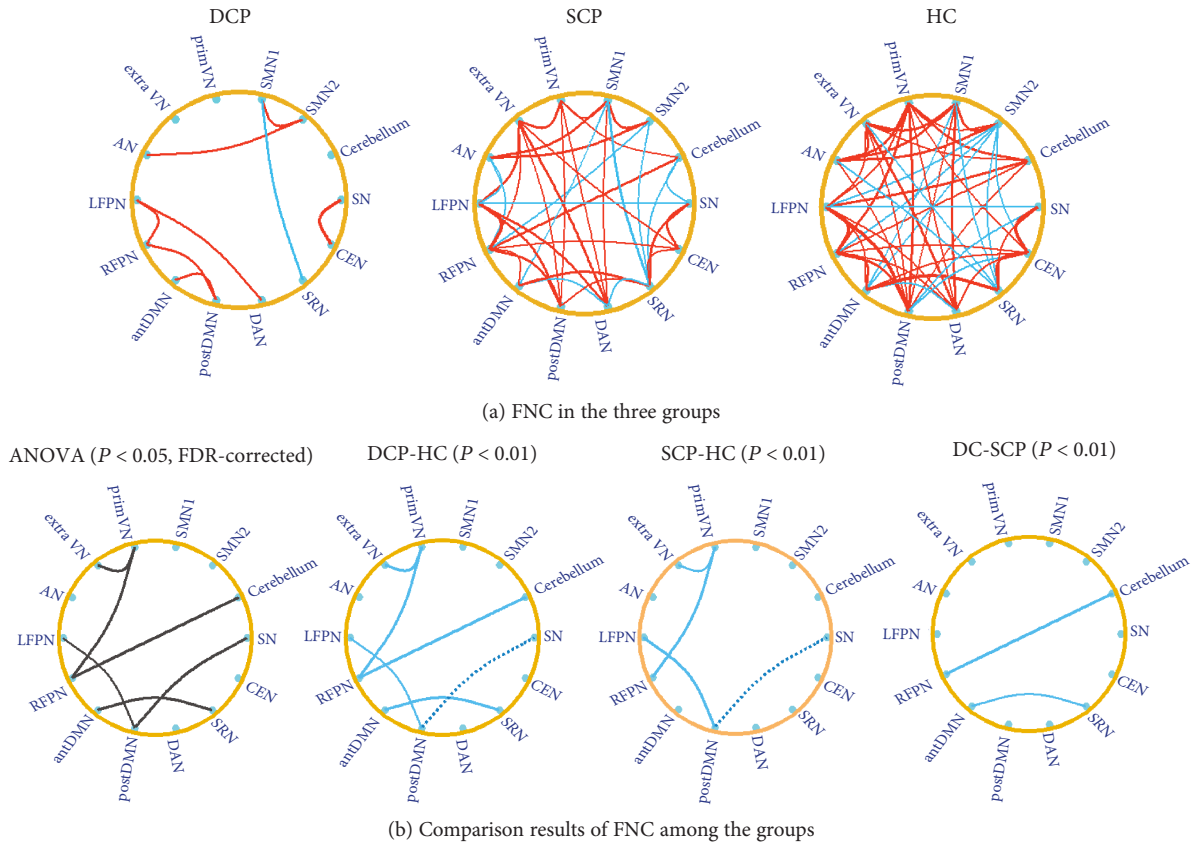 DCP
SCP
HC
extra VN
primVN
SMN1
SMN2
Cerebellum
SN
CEN
SRN
DAN
postDMN
antDMN
RFPN
LFPN
AN
extra VN
primVN
SMN1
SMN2
Cerebellum
SN
CEN
SRN
DAN
postDMN
antDMN
RFPN
LFPN
AN
extra VN
primVN
SMN1
SMN2
Cerebellum
SN
CEN
SRN
DAN
postDMN
antDMN
RFPN
LFPN
AN
(a) FNC in the three groups
ANOVA (P < 0.05, FDR-corrected)
DCP-HC (P < 0.01)
SCP-HC (P < 0.01)
DC-SCP (P < 0.01)
extra VN
primVN
SMN1
SMN2
Cerebellum
SN
CEN
SRN
DAN
postDMN
antDMN
RFPN
LFPN
AN
extra VN
primVN
SMN1
SMN2
Cerebellum
SN
CEN
SRN
DAN
postDMN
antDMN
RFPN
LFPN
AN
extra VN
primVN
SMN1
SMN2
Cerebellum
SN
CEN
SRN
DAN
postDMN
antDMN
RFPN
LFPN
AN
extra VN
primVN
SMN1
SMN2
Cerebellum
SN
CEN
SRN
DAN
postDMN
antDMN
RFPN
LFPN
AN
(b) Comparison results of FNC among the groups